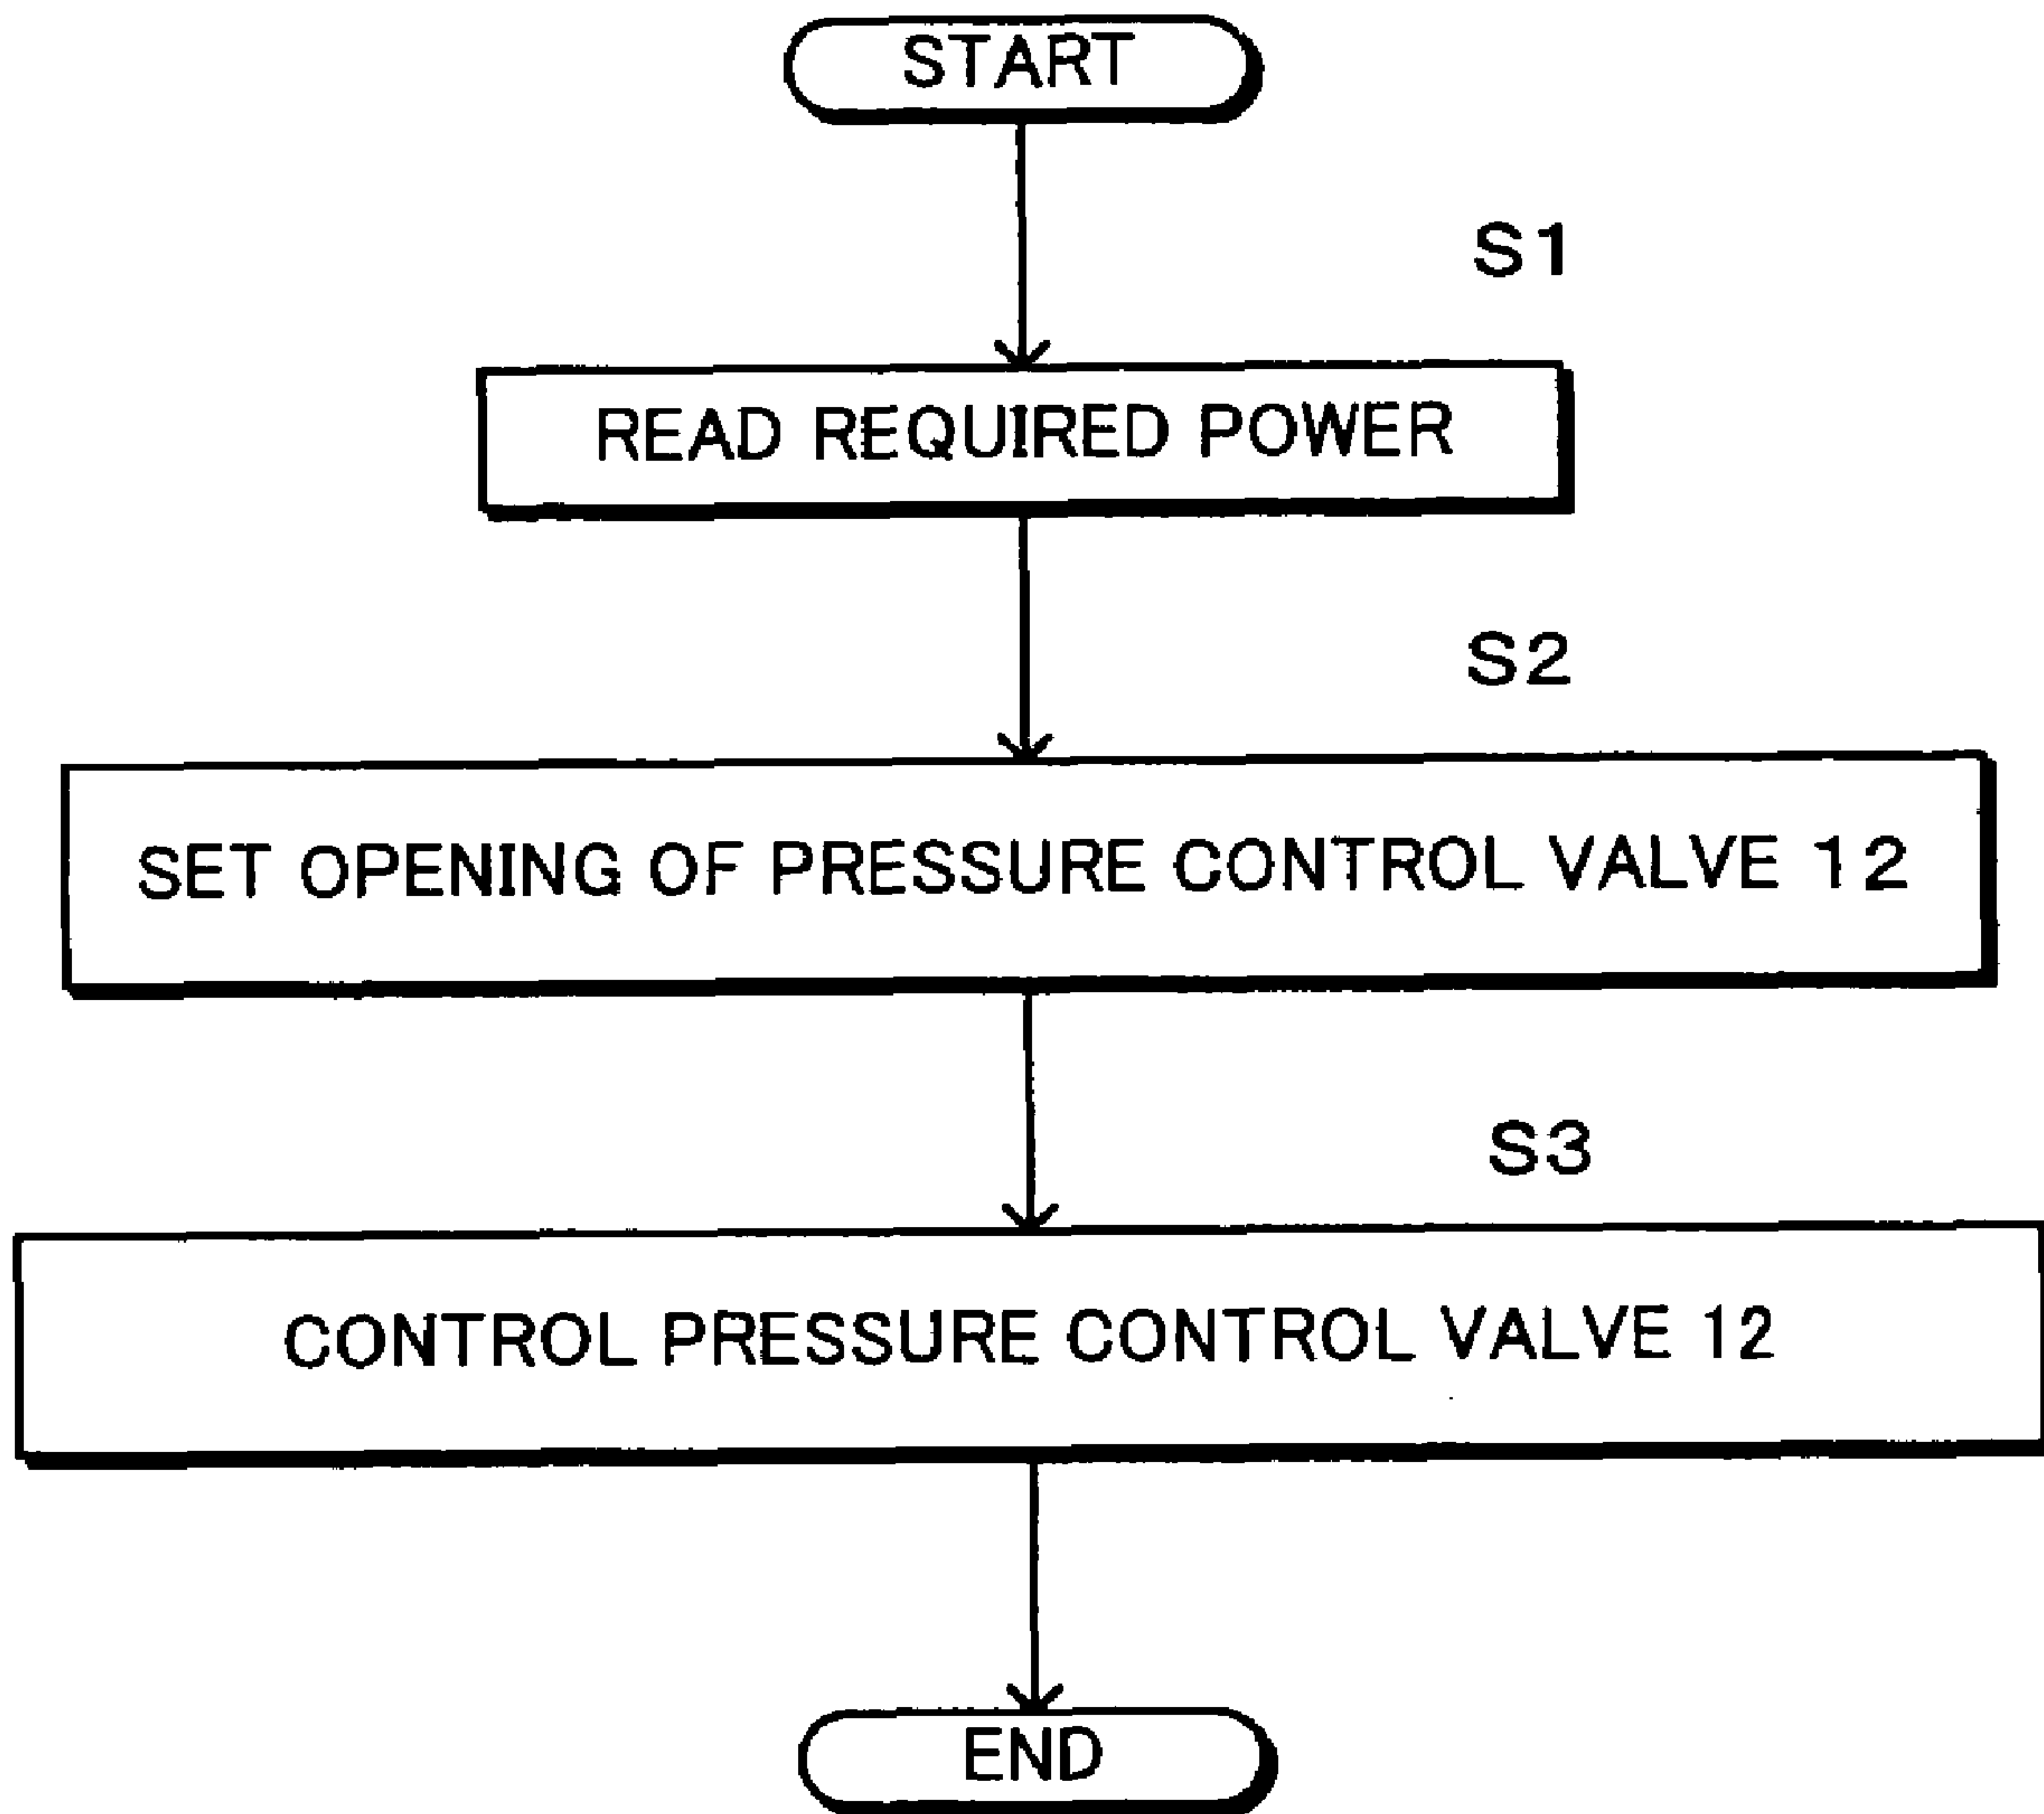 START
S1
READ REQUIRED POWER
S2
SET OPENING OF PRESSURE CONTROL VALVE 12
S3
CONTROL PRESSURE CONTROL VALVE 12
END